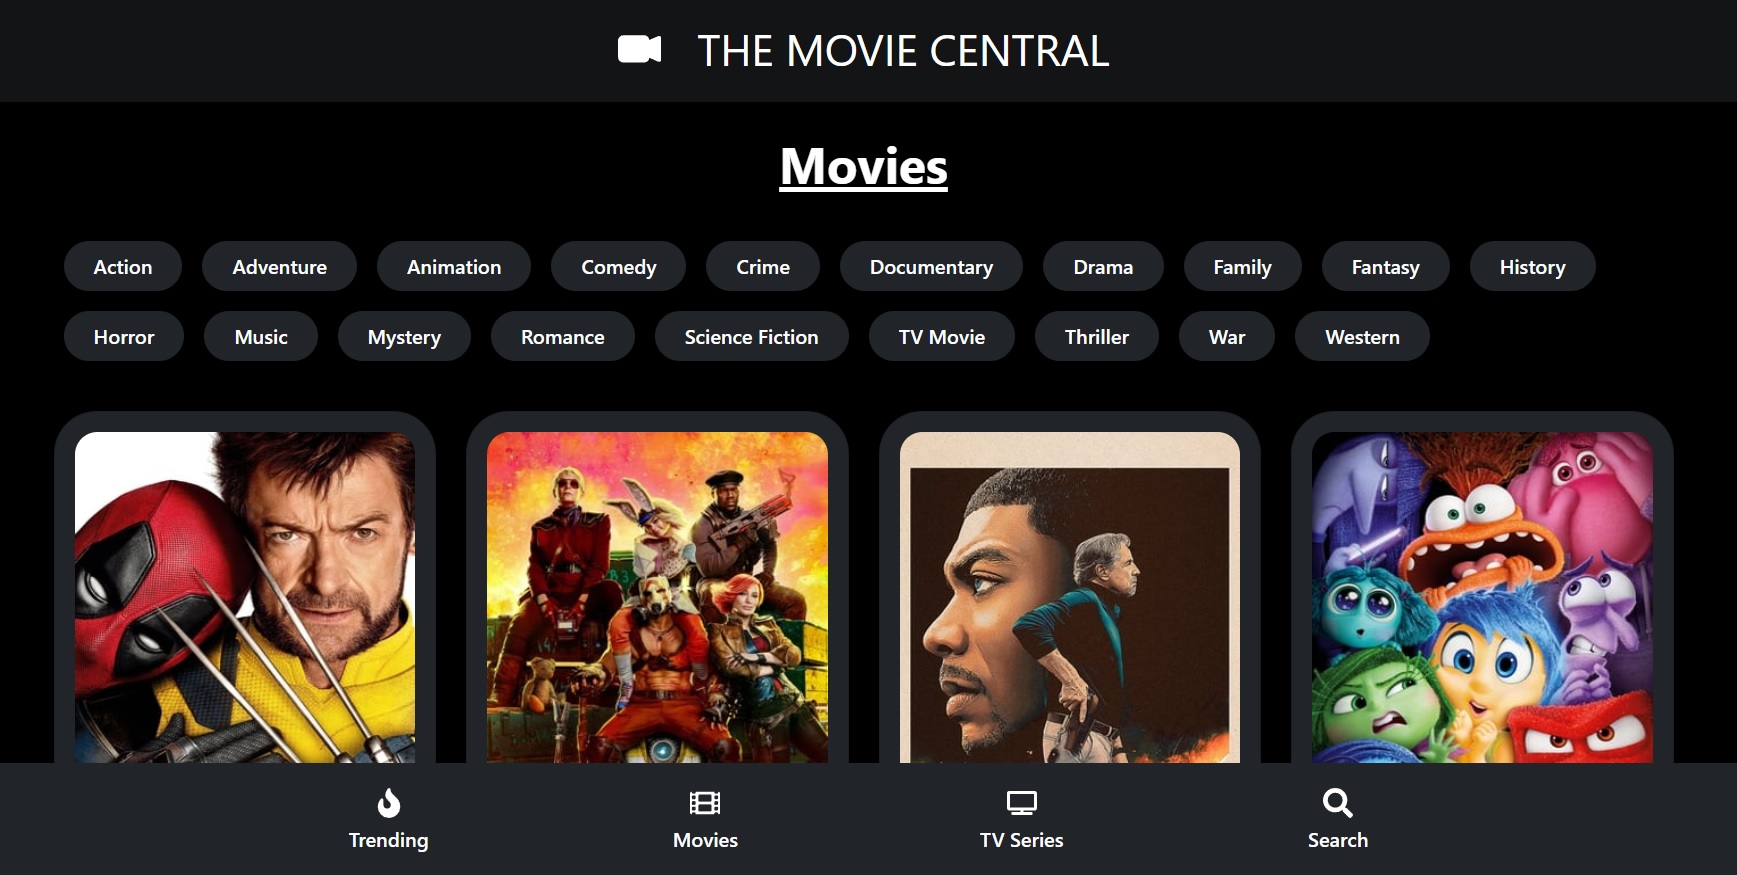 THE MOVIE CENTRAL
Movies
Action Adventure Animation Comedy Crime Documentary Drama Family Fantasy History
Horror Music Mystery Romance Science Fiction TV Movie Thriller War Western
Trending Movies TV Series Search